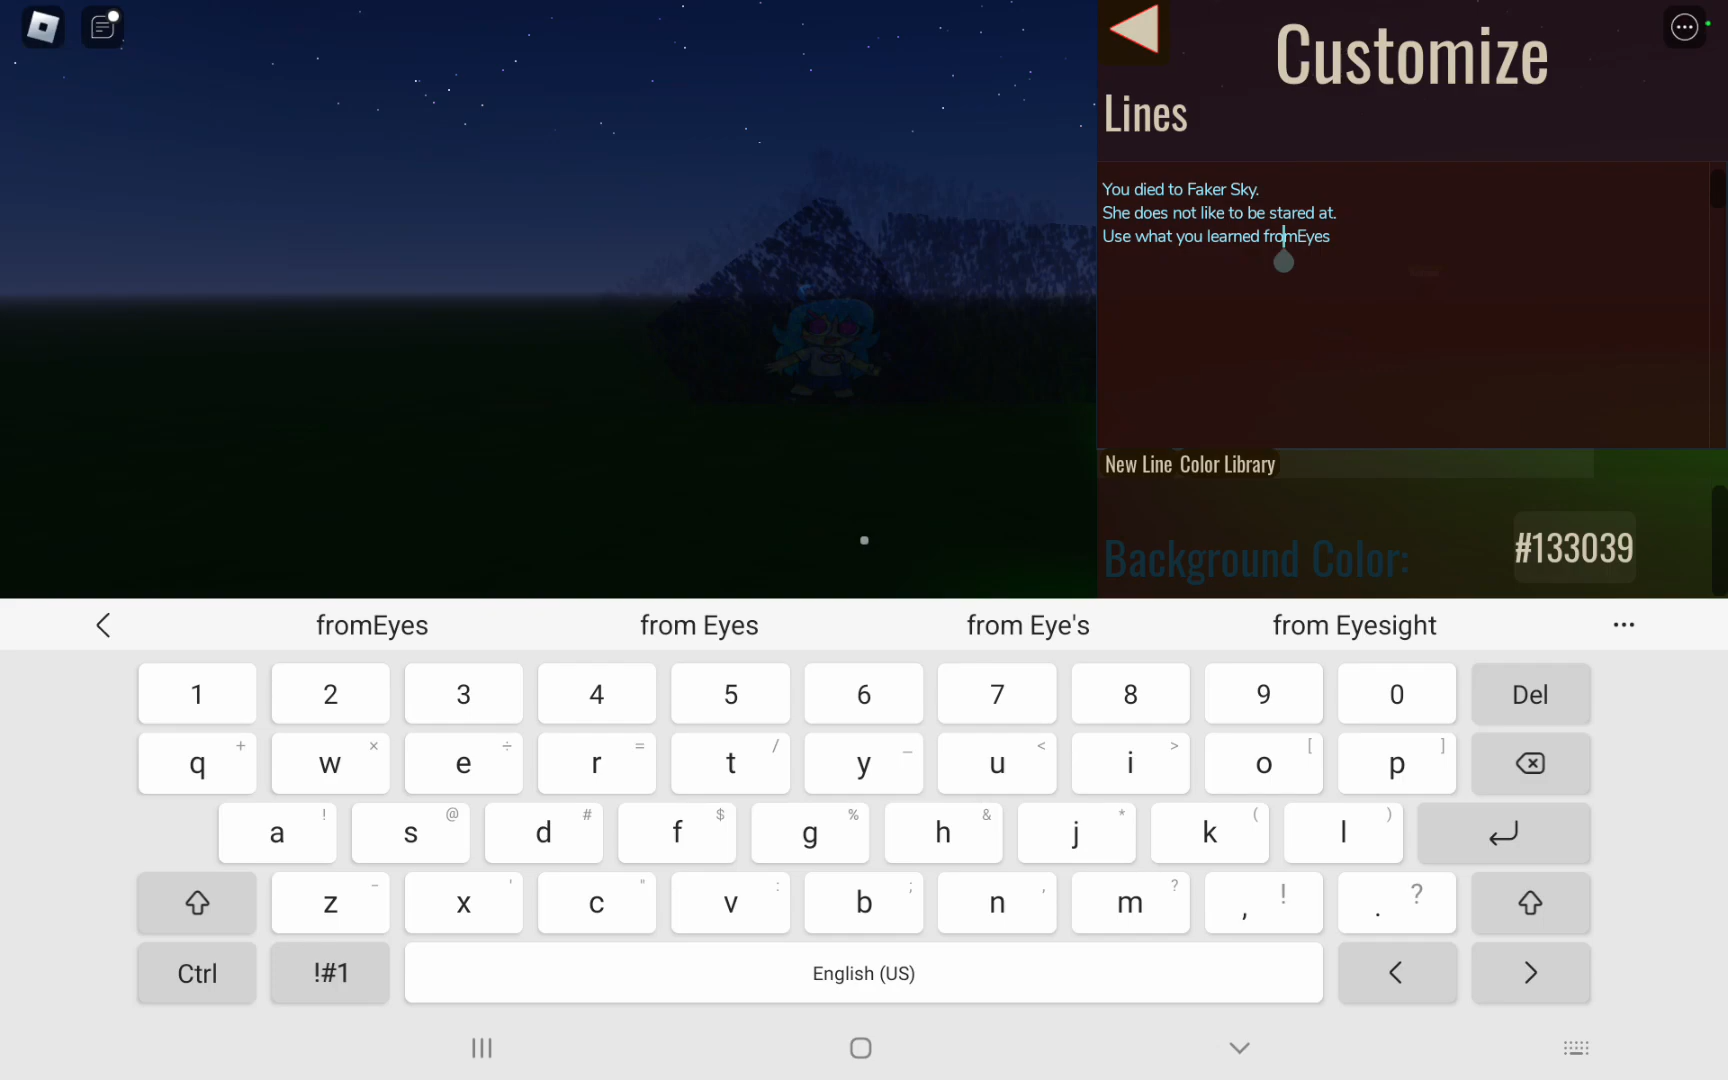 Customize
Lines
You died to Faker Sky.
She does not like to be stared at.
Use what you learned fromEyes
New Line Color Library
Background Color: #133039
fromEyes from Eyes from Eye's from Eyesight ...
1 2 3 4 5 6 7 8 9 0 Del
q + w × e ÷ r = t / y _ u < i > o [ p ]
a ! s @ d # f $ g % h & j * k ( l )
z - x ' c " v : b ; n , m ? , ! . ?
Ctrl !#1 English (US) < >